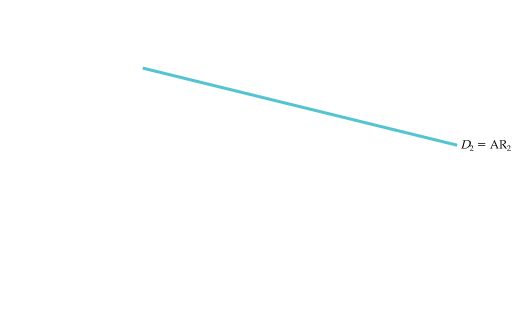 D₂ = AR₂